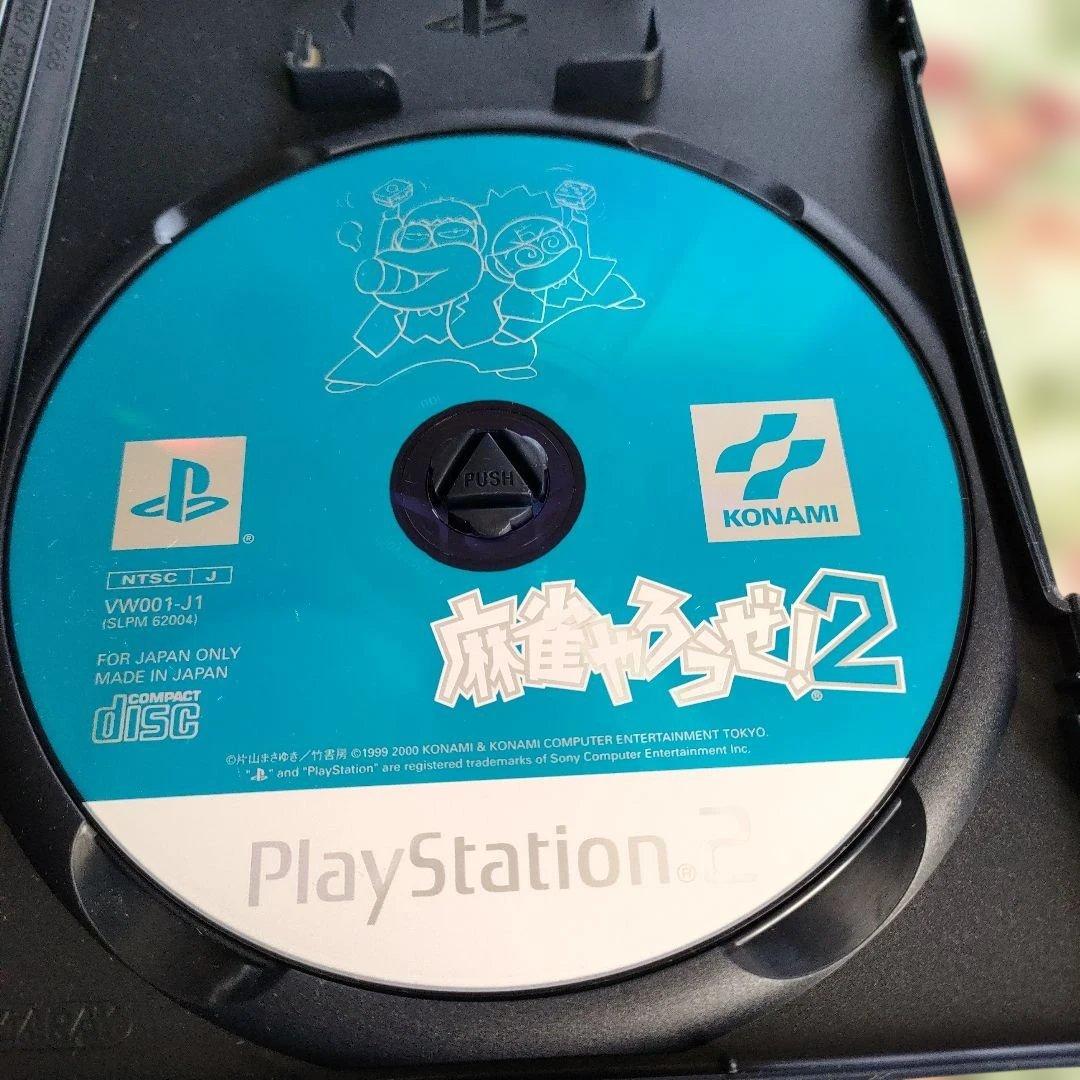 PUSH
KONAMI
NTSC J
VW001-J1
(SLPM 62004)
FOR JAPAN ONLY
MADE IN JAPAN
COMPACT
disc
麻雀やろうぜ!2
©片山まさゆき/竹書房 ©1999 2000 KONAMI & KONAMI COMPUTER ENTERTAINMENT TOKYO.
" " and "PlayStation" are registered trademarks of Sony Computer Entertainment Inc.
PlayStation®2